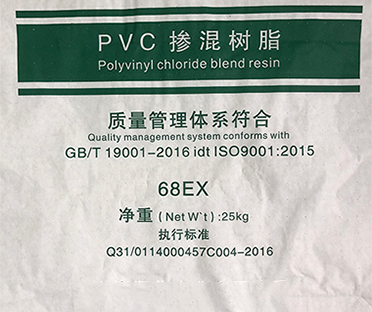 PVC 掺混树脂
Polyvinyl chloride blend resin
质量管理体系符合
Quality management system conforms with
GB/T 19001-2016 idt ISO9001:2015
68EX
净重 ( Net W`t ) :25kg
执行标准
Q31/0114000457C004-2016